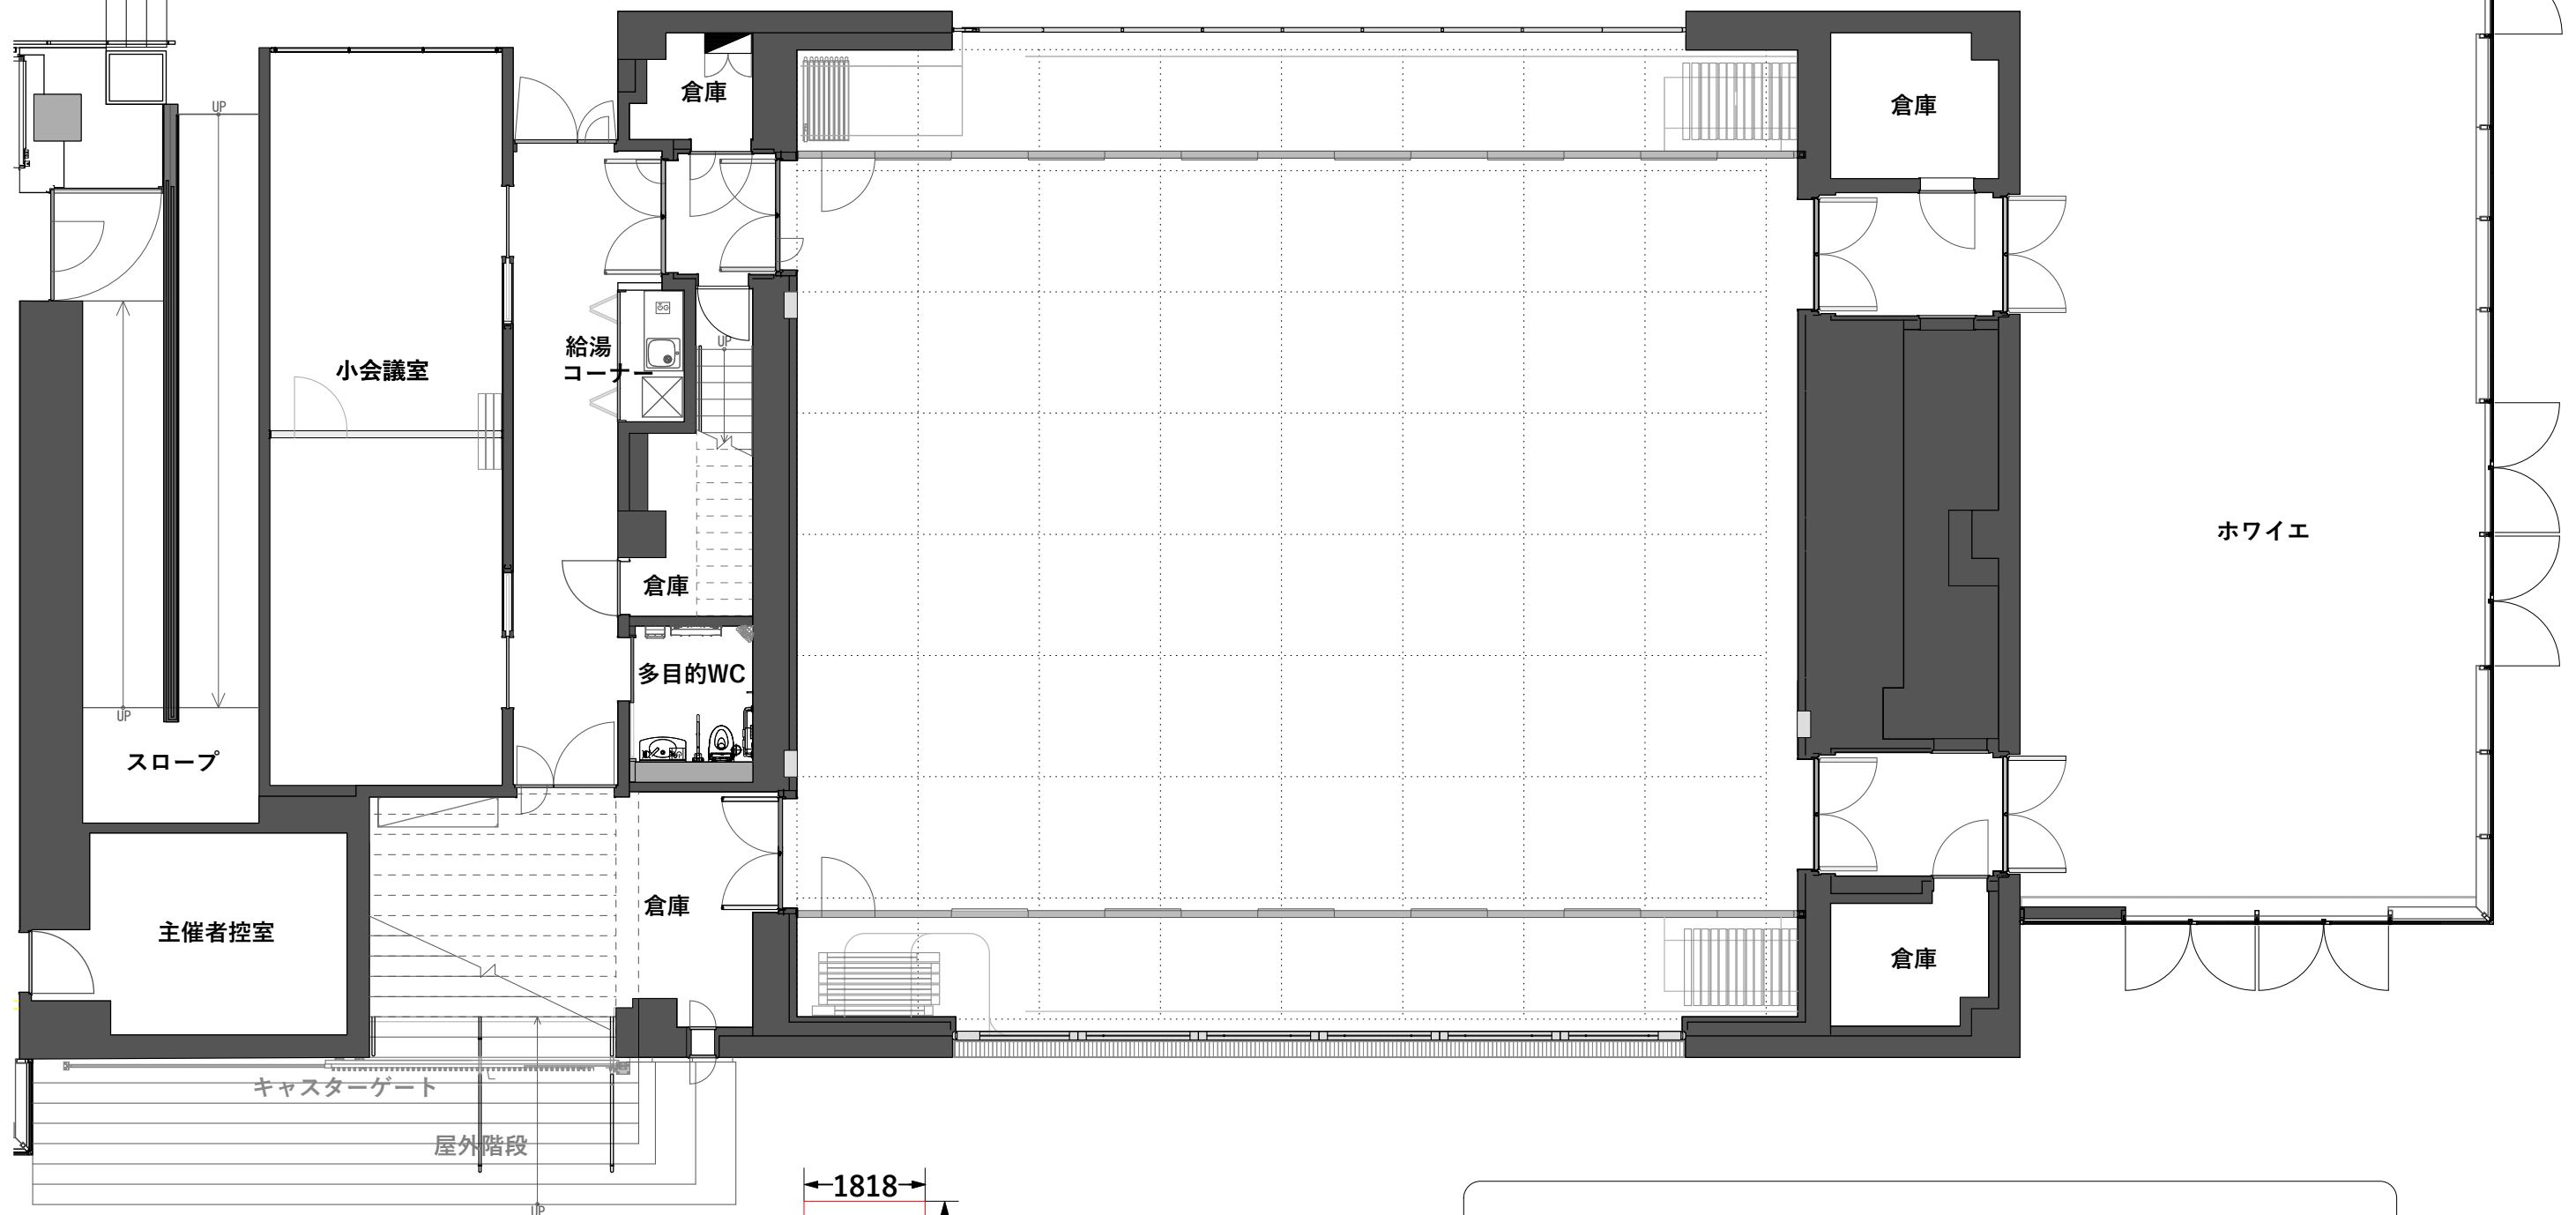 UP
倉庫
倉庫
給湯
コーナー
UP
小会議室
ホワイエ
倉庫
多目的WC
UP
スロープ
倉庫
主催者控室
倉庫
キャスターゲート
屋外階段
1818
UP